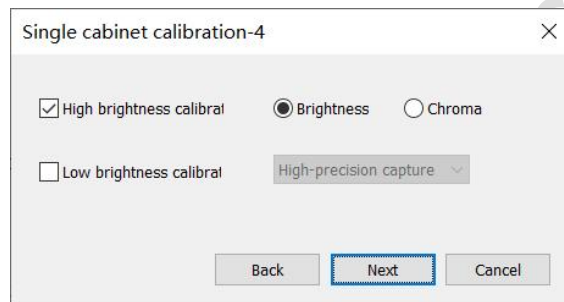 Single cabinet calibration-4
High brightness calibrat Brightness Chroma
Low brightness calibrat High-precision capture
Back Next Cancel